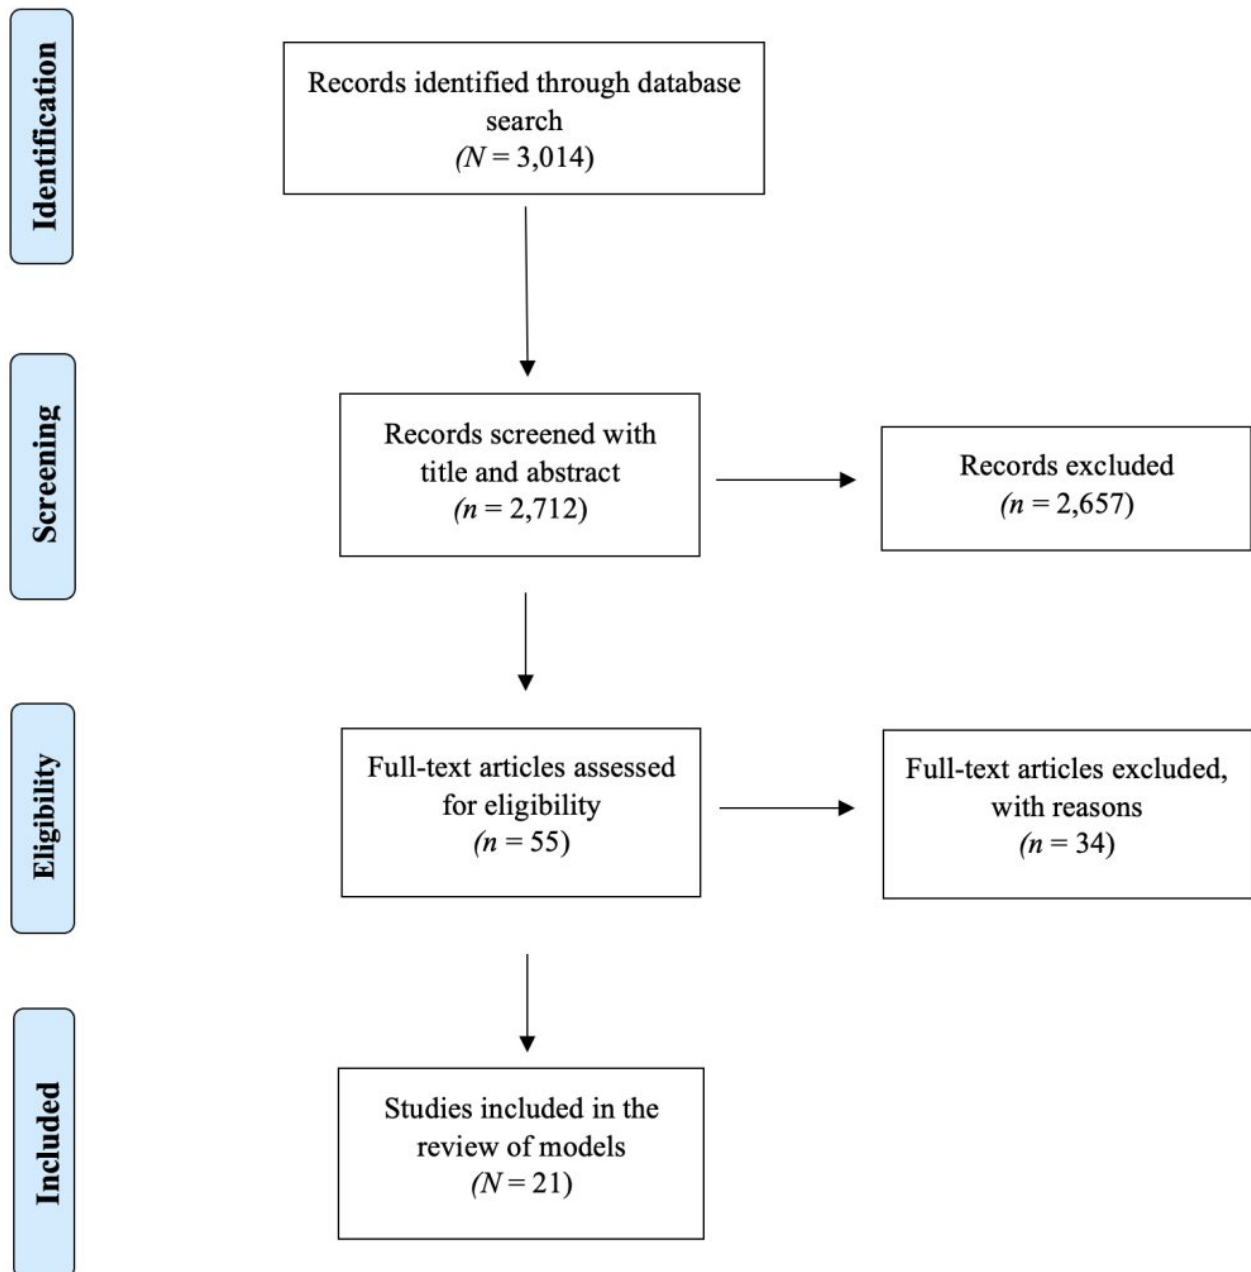 Identification
Records identified through database
search
(N = 3,014)
Screening
Records screened with
title and abstract
(n = 2,712)
Records excluded
(n = 2,657)
Eligibility
Full-text articles assessed
for eligibility
(n = 55)
Full-text articles excluded,
with reasons
(n = 34)
Included
Studies included in the
review of models
(N = 21)